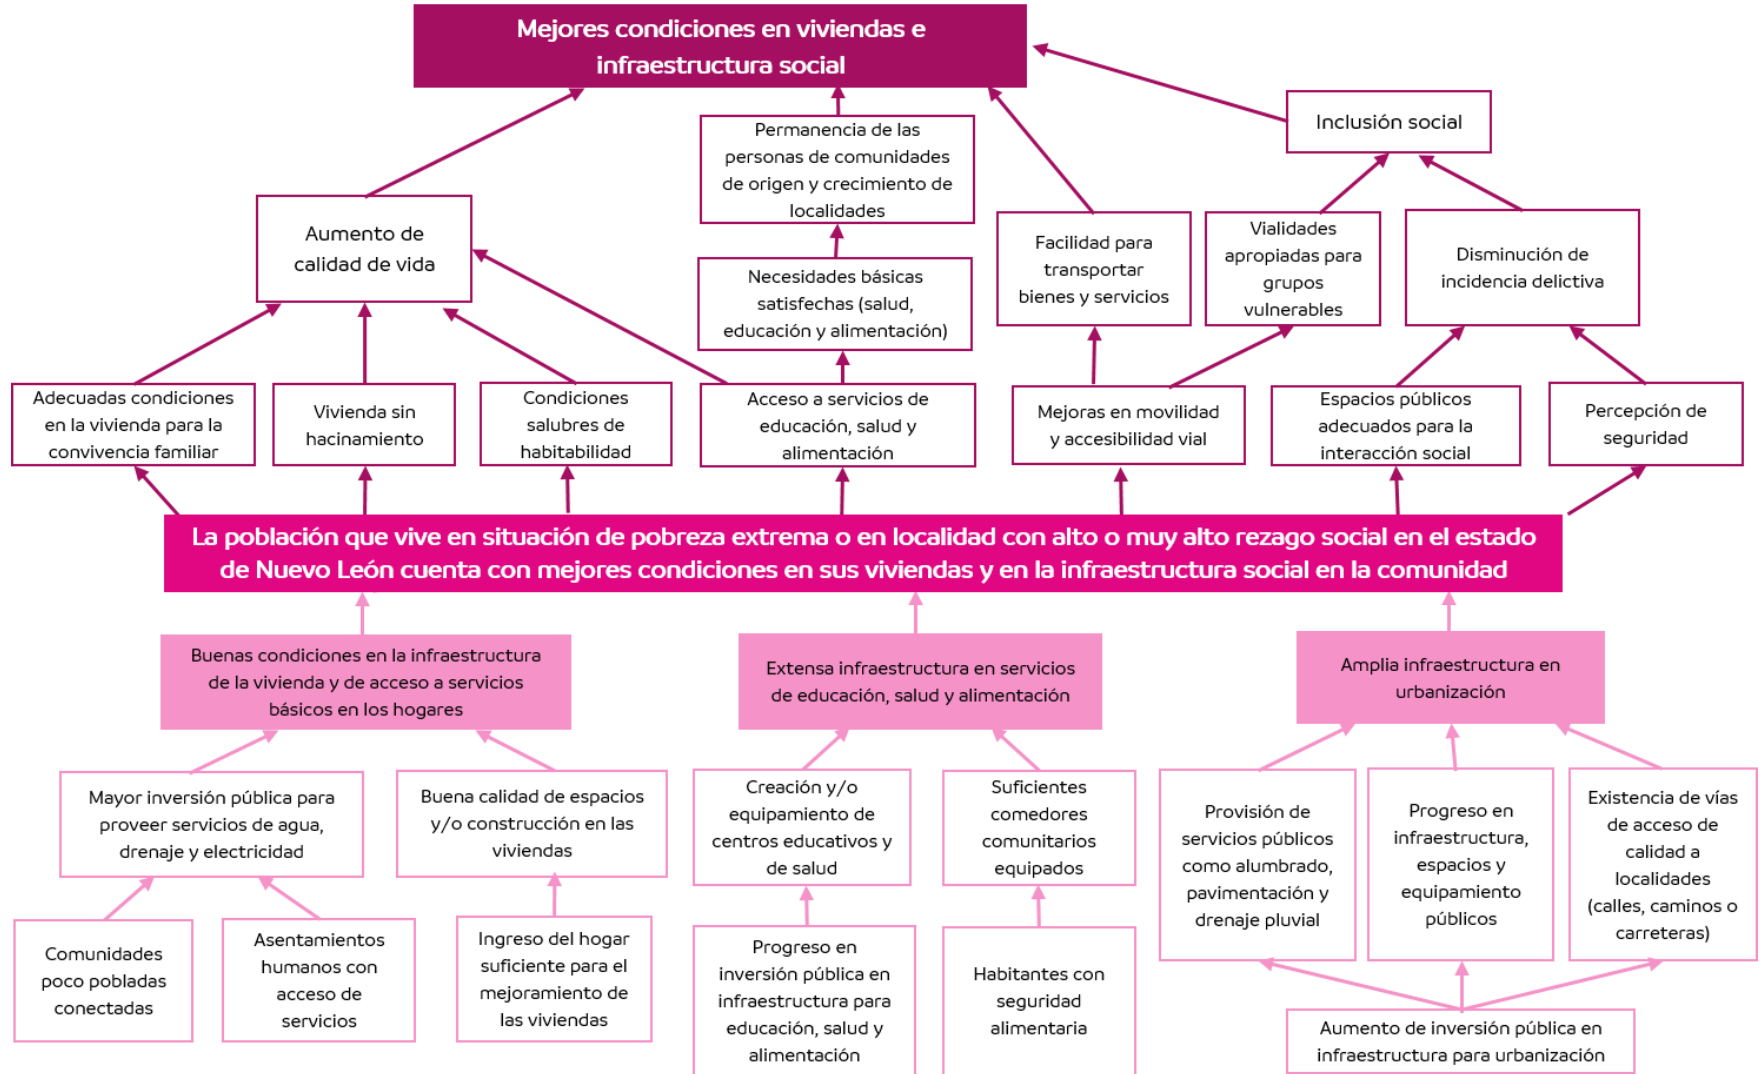 Mejores condiciones en viviendas e
infraestructura social
Inclusión social
Permanencia de las
personas de comunidades
de origen y crecimiento de
localidades
Aumento de
calidad de vida
Facilidad para
transportar
bienes y servicios
Vialidades
apropiadas para
grupos
vulnerables
Disminución de
incidencia delictiva
Necesidades básicas
satisfechas (salud,
educación y alimentación)
Adecuadas condiciones
en la vivienda para la
convivencia familiar
Vivienda sin
hacinamiento
Condiciones
salubres de
habitabilidad
Acceso a servicios de
educación, salud y
alimentación
Mejoras en movilidad
y accesibilidad vial
Espacios públicos
adecuados para la
interacción social
Percepción de
seguridad
La población que vive en situación de pobreza extrema o en localidad con alto o muy alto rezago social en el estado
de Nuevo León cuenta con mejores condiciones en sus viviendas y en la infraestructura social en la comunidad
Buenas condiciones en la infraestructura
de la vivienda y de acceso a servicios
básicos en los hogares
Extensa infraestructura en servicios
de educación, salud y alimentación
Amplia infraestructura en
urbanización
Mayor inversión pública para
proveer servicios de agua,
drenaje y electricidad
Buena calidad de espacios
y/o construcción en las
viviendas
Creación y/o
equipamiento de
centros educativos y
de salud
Suficientes
comedores
comunitarios
equipados
Provisión de
servicios públicos
como alumbrado,
pavimentación y
drenaje pluvial
Progreso en
infraestructura,
espacios y
equipamiento
públicos
Existencia de vías
de acceso de
calidad a
localidades
(calles, caminos o
carreteras)
Comunidades
poco pobladas
conectadas
Asentamientos
humanos con
acceso de
servicios
Ingreso del hogar
suficiente para el
mejoramiento de
las viviendas
Progreso en
inversión pública en
infraestructura para
educación, salud y
alimentación
Habitantes con
seguridad
alimentaria
Aumento de inversión pública en
infraestructura para urbanización